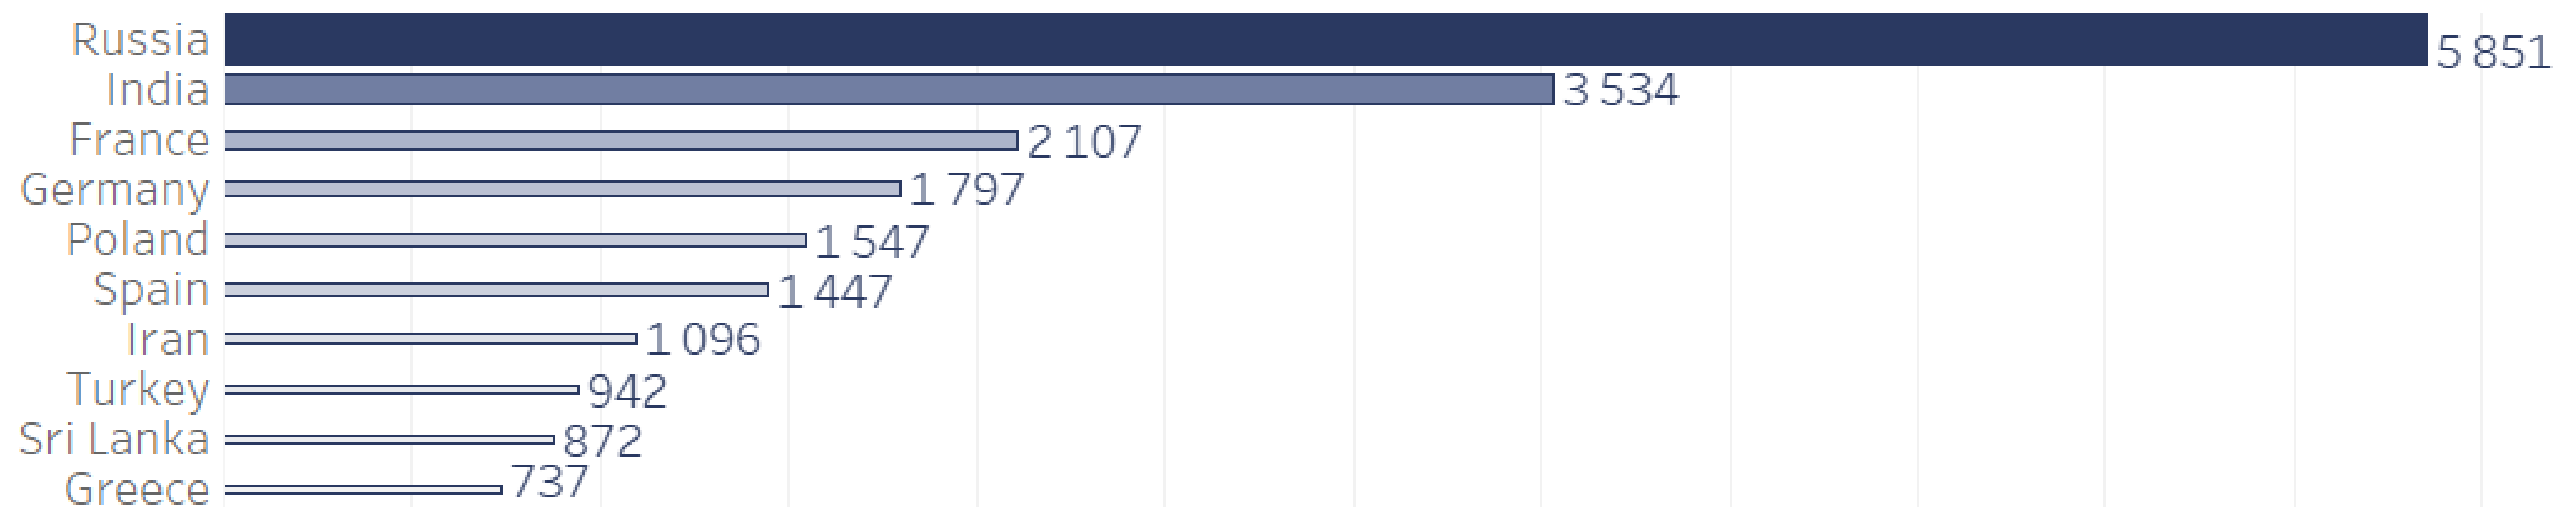 Russia 5 851
India 3 534
France 2 107
Germany 1 797
Poland 1 547
Spain 1 447
Iran 1 096
Turkey 942
Sri Lanka 872
Greece 737